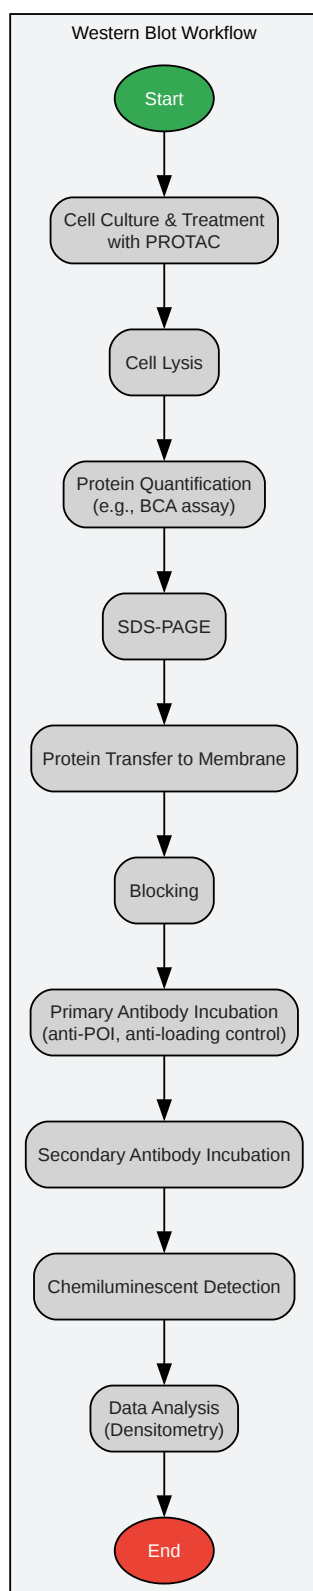 Western Blot Workflow
Start
Cell Culture & Treatment
with PROTAC
Cell Lysis
Protein Quantification
(e.g., BCA assay)
SDS-PAGE
Protein Transfer to Membrane
Blocking
Primary Antibody Incubation
(anti-POI, anti-loading control)
Secondary Antibody Incubation
Chemiluminescent Detection
Data Analysis
(Densitometry)
End